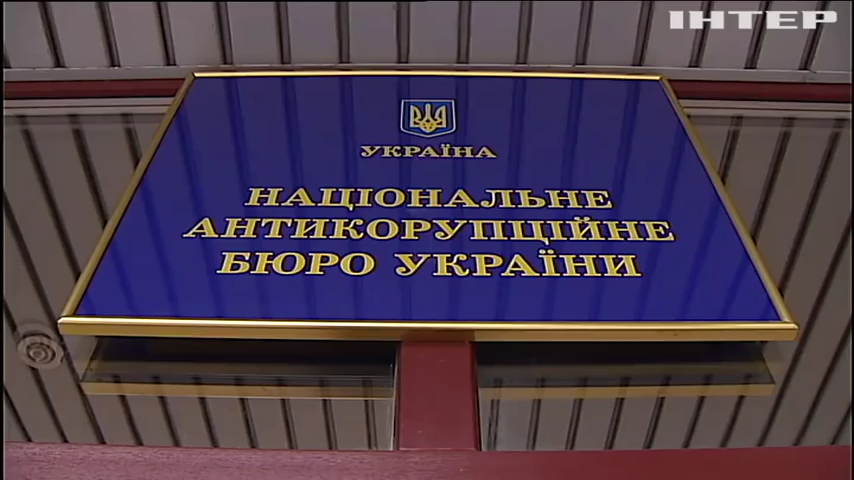 ІНТЕР
УКРАЇНА
НАЦІОНАЛЬНЕ
АНТИКОРУПЦІЙНЕ
БЮРО УКРАЇНИ